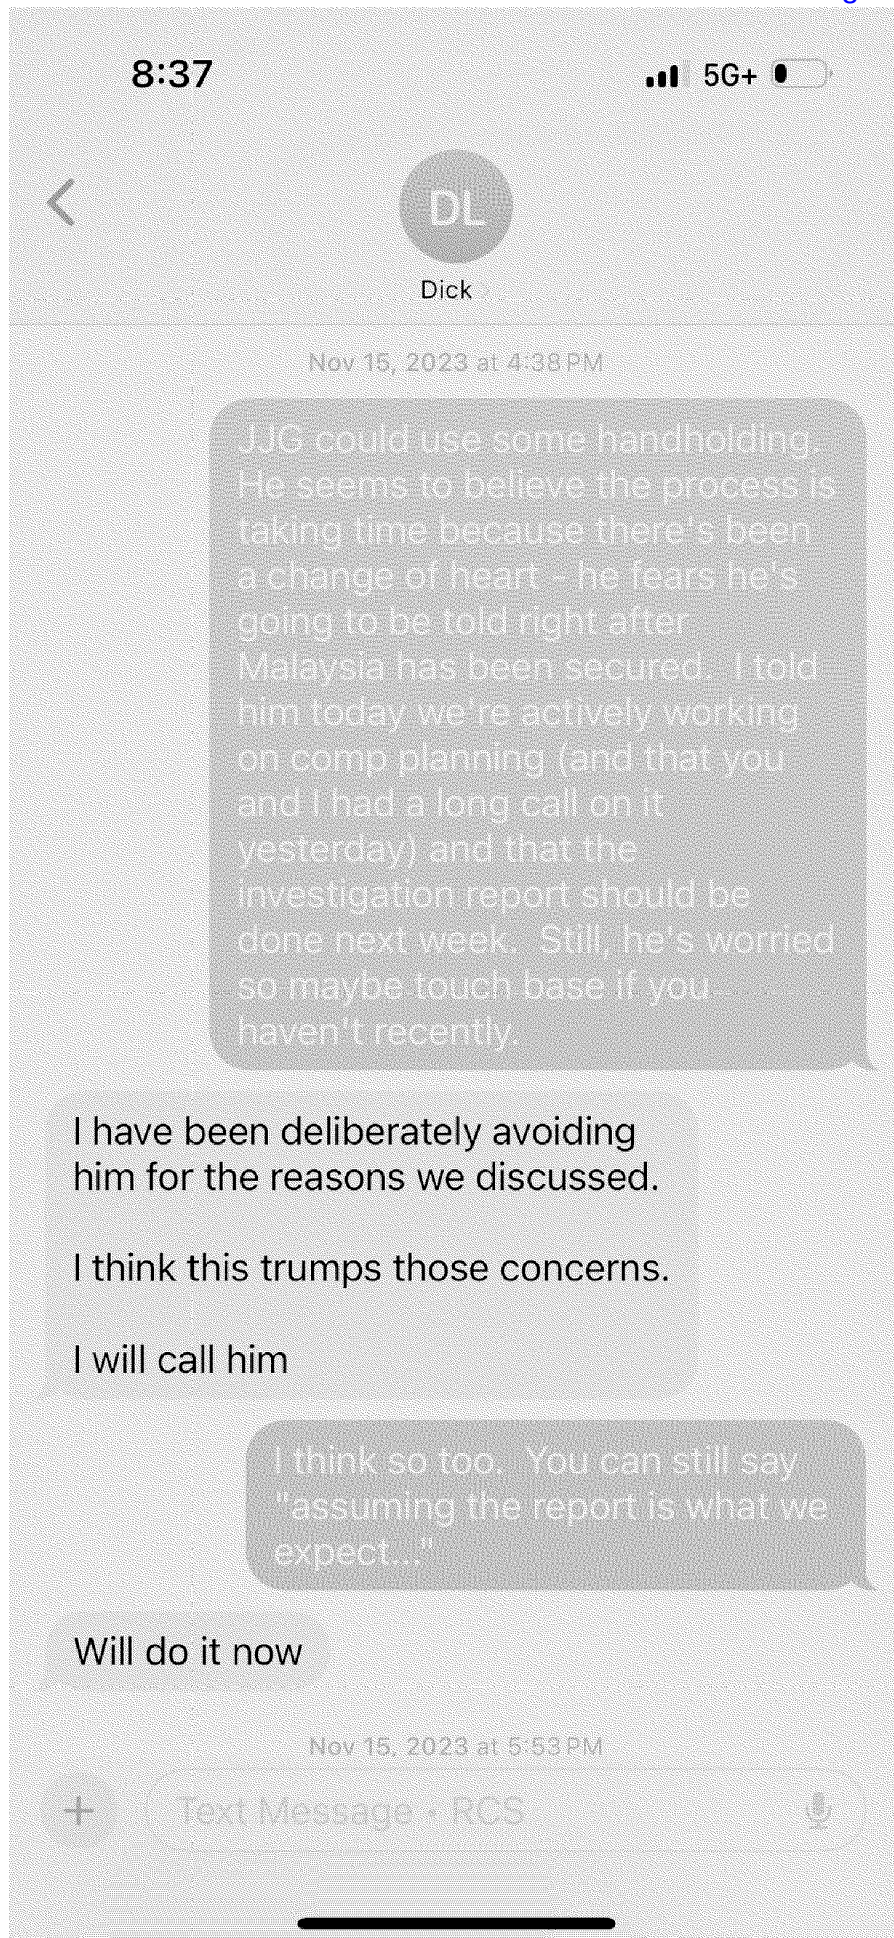 8:37
5G+
DL
Dick
Nov 15, 2023 at 4:38 PM
JJG could use some handholding.
He seems to believe the process is
taking time because there's been
a change of heart - he fears he's
going to be told right after
Malaysia has been secured.  I told
him today we're actively working
on comp planning (and that you
and I had a long call on it
yesterday) and that the
investigation report should be
done next week.  Still, he's worried
so maybe touch base if you
haven't recently.
I have been deliberately avoiding
him for the reasons we discussed.
I think this trumps those concerns.
I will call him
I think so too.  You can still say
"assuming the report is what we
expect..."
Will do it now
Nov 15, 2023 at 5:53 PM
Text Message • RCS